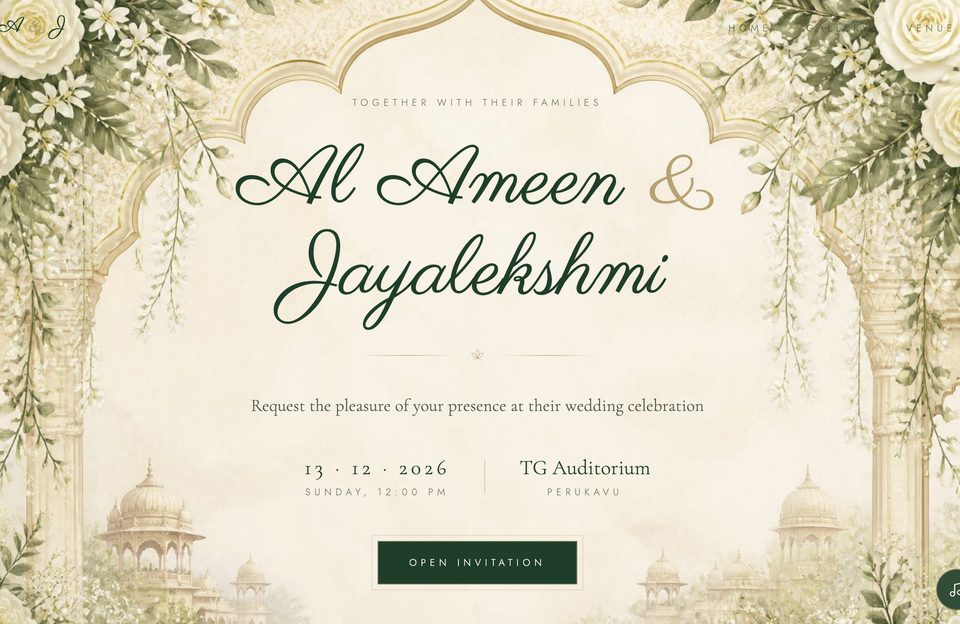 A & J
HOME GALLERY VENUE
TOGETHER WITH THEIR FAMILIES
Al Ameen &
Jayalekshmi
Request the pleasure of your presence at their wedding celebration
13 · 12 · 2026
SUNDAY, 12:00 PM
TG Auditorium
PERUKAVU
OPEN INVITATION